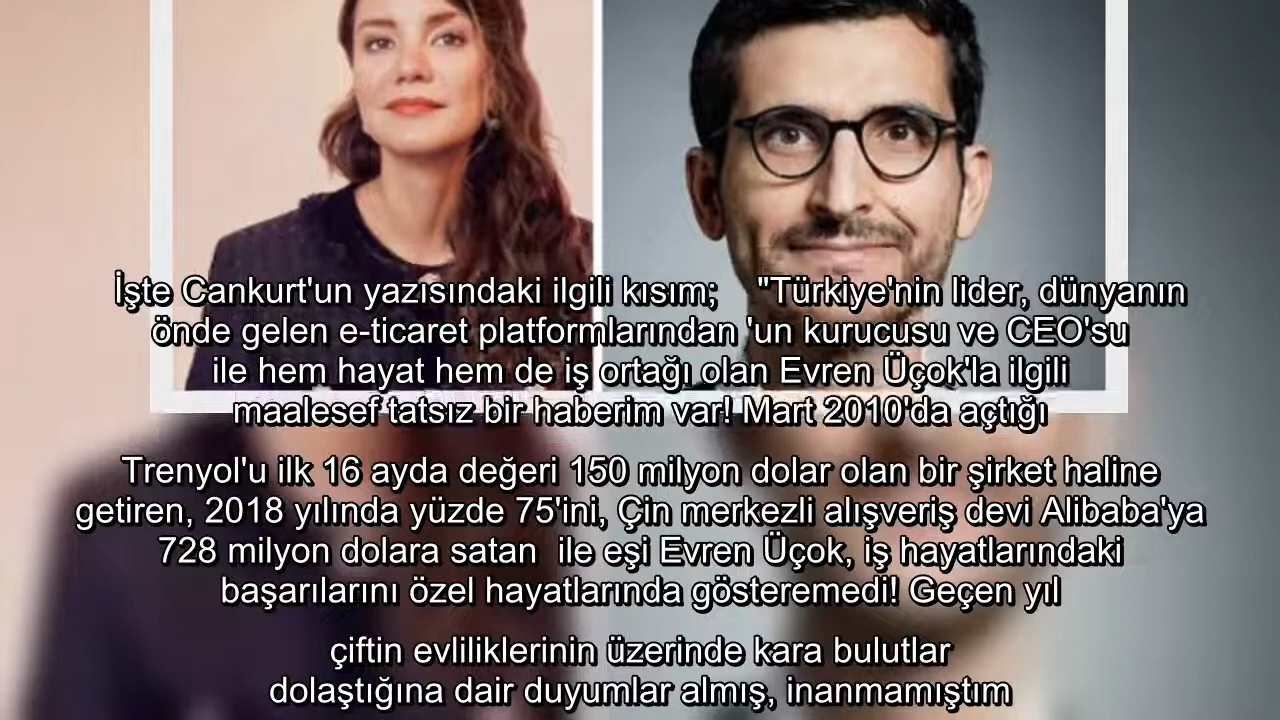 İşte Cankurt'un yazısındaki ilgili kısım; "Türkiye'nin lider, dünyanın
önde gelen e-ticaret platformlarından 'un kurucusu ve CEO'su
ile hem hayat hem de iş ortağı olan Evren Üçok'la ilgili
maalesef tatsız bir haberim var! Mart 2010'da açtığı
Trenyol'u ilk 16 ayda değeri 150 milyon dolar olan bir şirket haline
getiren, 2018 yılında yüzde 75'ini, Çin merkezli alışveriş devi Alibaba'ya
728 milyon dolara satan  ile eşi Evren Üçok, iş hayatlarındaki
başarılarını özel hayatlarında gösteremedi! Geçen yıl
çiftin evliliklerinin üzerinde kara bulutlar
dolaştığına dair duyumlar almış, inanmamıştım